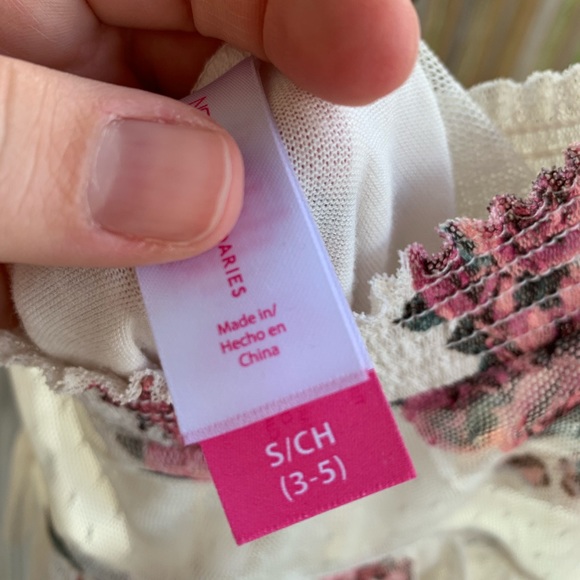 ARIES
Made in/
Hecho en
China
S/CH
(3-5)